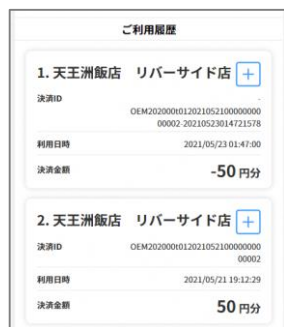 ご利用履歴
1. 天王洲飯店　リバーサイド店 +
決済ID -
OEM202000t012021052100000000
00002-20210523014721578
利用日時 2021/05/23 01:47:00
決済金額 -50 円分
2. 天王洲飯店　リバーサイド店 +
決済ID OEM202000t012021052100000000
00002
利用日時 2021/05/21 19:12:29
決済金額 50 円分